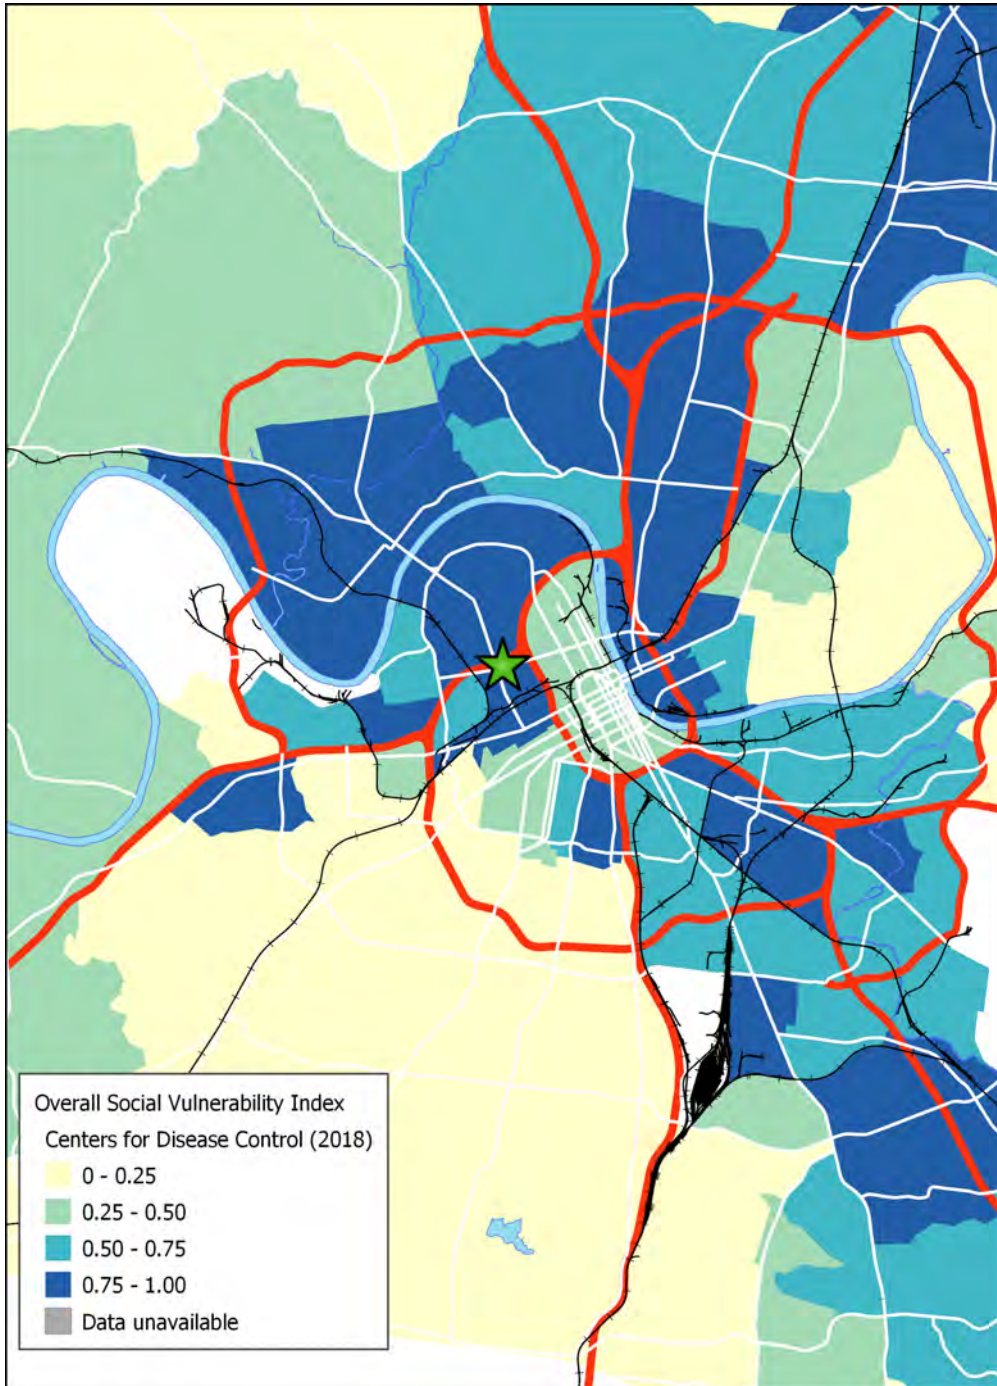 Overall Social Vulnerability Index
Centers for Disease Control (2018)
0 - 0.25
0.25 - 0.50
0.50 - 0.75
0.75 - 1.00
Data unavailable